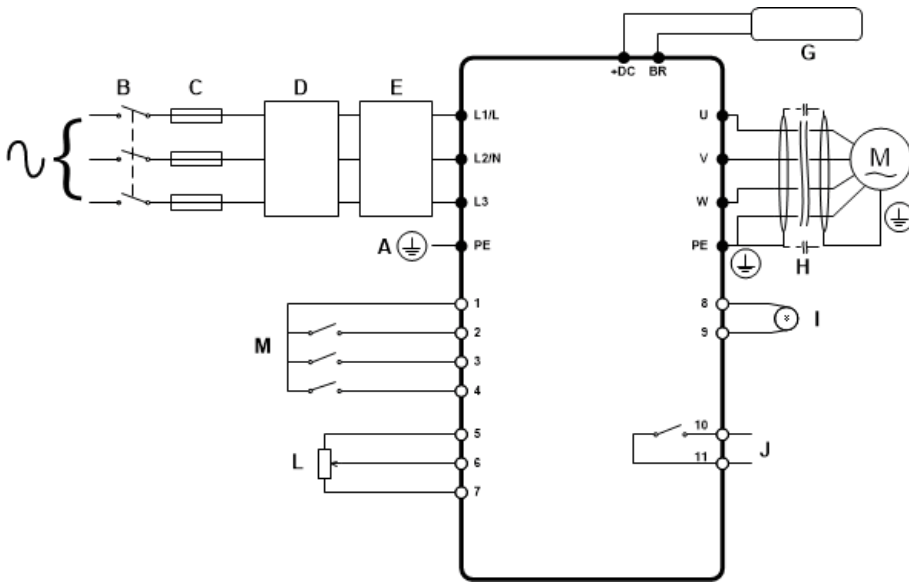 G
+DC BR
B C D E
L1/L U
L2/N V M
L3 W
A PE PE
H
1 8
M 2 9 I
3
4
5 10
L 6 11 J
7